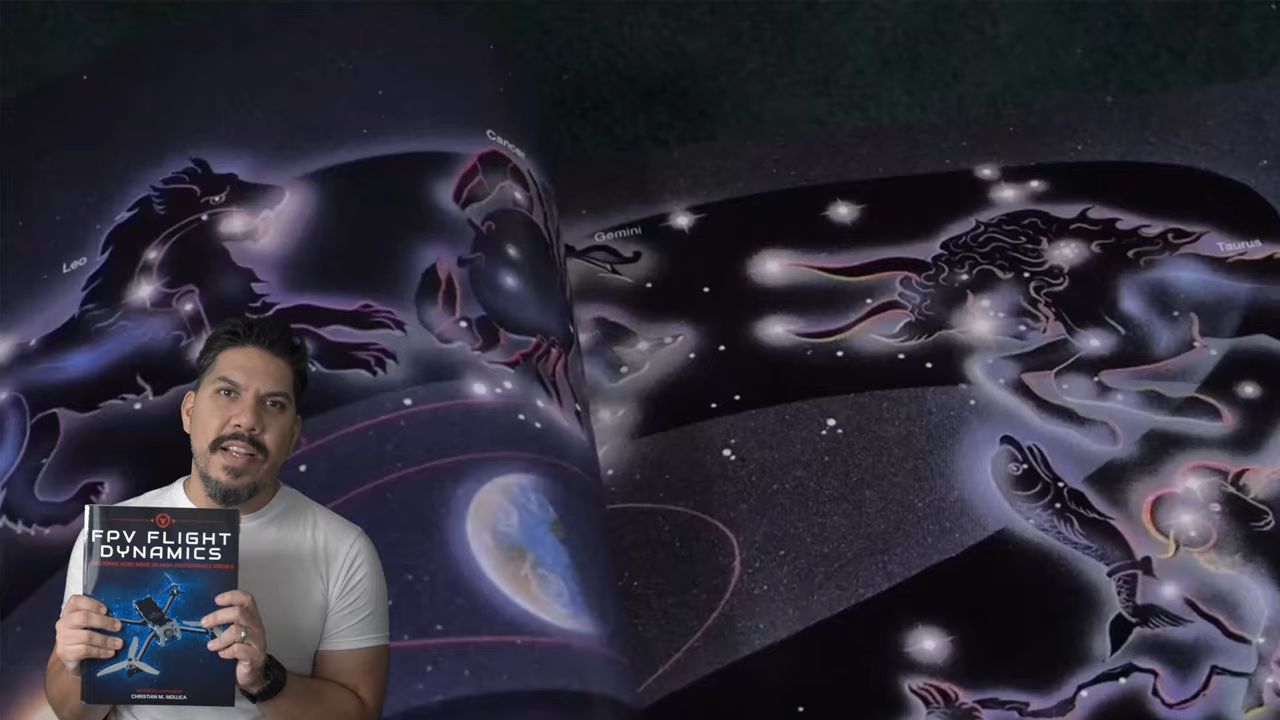 Cancer
Gemini
Leo
Taurus
FPV FLIGHT
DYNAMICS
CHRISTIAN M. MOLLICA